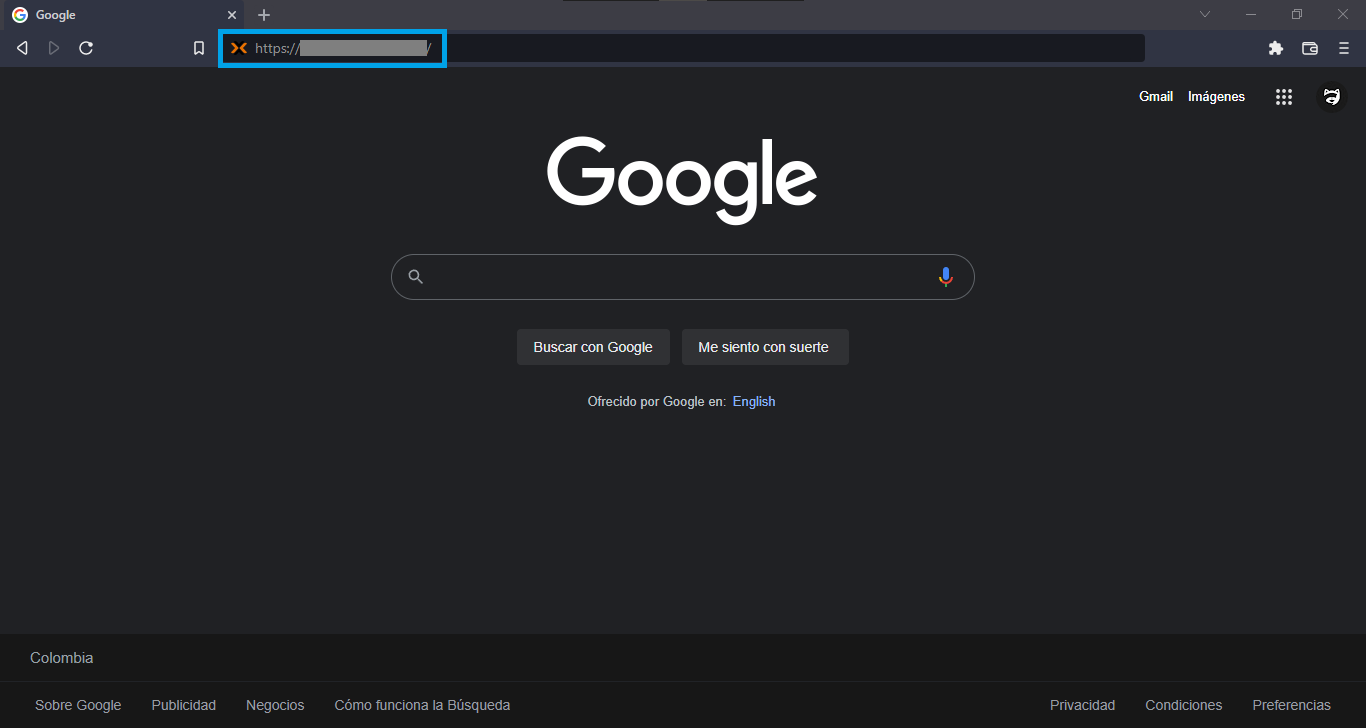 Google
https:// /
Gmail Imágenes
Google
Buscar con Google Me siento con suerte
Ofrecido por Google en: English
Colombia
Sobre Google Publicidad Negocios Cómo funciona la Búsqueda Privacidad Condiciones Preferencias